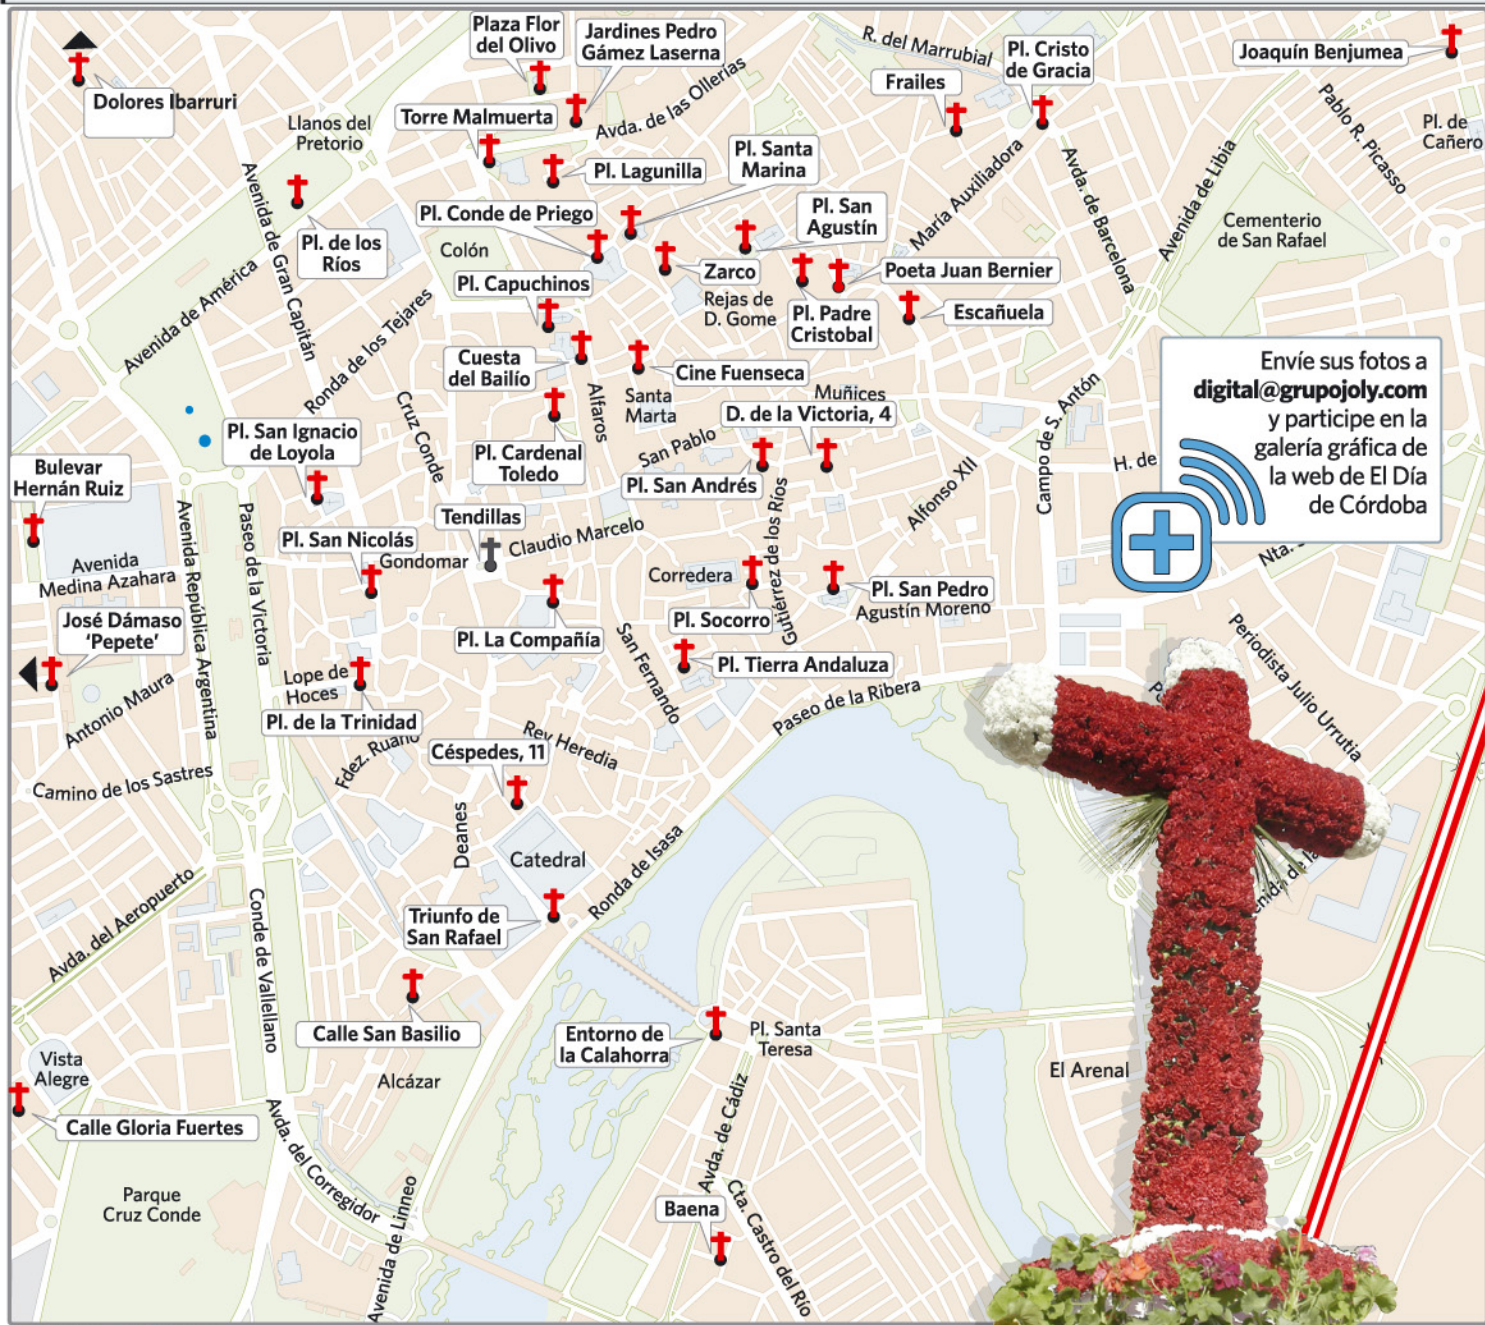 Plaza Flor
del Olivo
Jardines Pedro
Gámez Laserna
R. del Marrubial
Pl. Cristo
de Gracia
Joaquín Benjumea
Frailes
Dolores Ibarruri
Llanos del
Pretorio
Torre Malmuerta
Avda. de las Ollerías
Pablo R. Picasso
Pl. de
Cañero
Pl. Lagunilla
Pl. Santa
Marina
Avenida de Gran Capitán
María Auxiliadora
Avda. de Barcelona
Avenida de Libia
Cementerio
de San Rafael
Pl. Conde de Priego
Pl. San
Agustín
Pl. de los
Ríos
Colón
Zarco
Poeta Juan Bernier
Avenida de América
Pl. Capuchinos
Rejas de
D. Gome
Pl. Padre
Cristobal
Escañuela
Ronda de los Tejares
Cuesta
del Bailío
Cine Fuenseca
Envíe sus fotos a
digital@grupojoly.com
y participe en la
galería gráfica de
la web de El Día
de Córdoba
Cruz Conde
Alfaros
Santa
Marta
Muñices
D. de la Victoria, 4
Campo de S. Antón
Pl. San Ignacio
de Loyola
Pl. Cardenal
Toledo
San Pablo
Pl. San Andrés
Alfonso XII
H. de
Bulevar
Hernán Ruiz
Avenida República Argentina
Paseo de la Victoria
Tendillas
Claudio Marcelo
Gutiérrez de los Ríos
Nta.
Pl. San Nicolás
Gondomar
Avenida
Medina Azahara
Corredera
Pl. San Pedro
Agustín Moreno
Pl. Socorro
José Dámaso
'Pepete'
Pl. La Compañía
San Fernando
Pl. Tierra Andaluza
Periodista Julio Urrutia
Antonio Maura
Lope de
Hoces
Pl. de la Trinidad
Paseo de la Ribera
Fdez. Ruano
Céspedes, 11
Rey Heredia
Camino de los Sastres
Deanes
Catedral
Ronda de Isasa
Avda. del Aeropuerto
Conde de Vallellano
Triunfo de
San Rafael
Calle San Basilio
Entorno de
la Calahorra
Pl. Santa
Teresa
El Arenal
Vista
Alegre
Alcázar
Calle Gloria Fuertes
Avda. del Corregidor
Avda. de Cádiz
Parque
Cruz Conde
Avenida de Linneo
Baena
Cta. Castro del Río